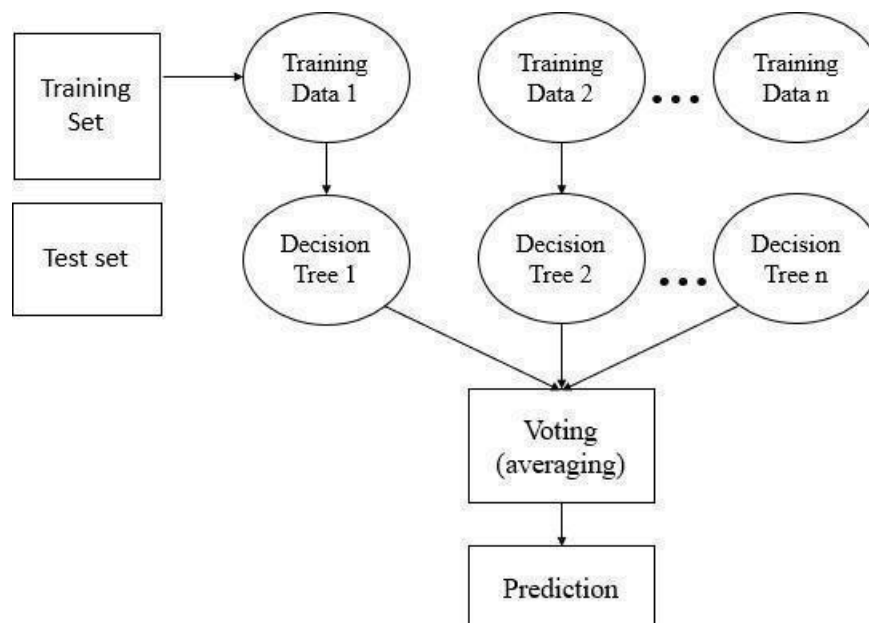 Training
Set
Training
Data 1
Training
Data 2
Training
Data n
Test set
Decision
Tree 1
Decision
Tree 2
Decision
Tree n
Voting
(averaging)
Prediction